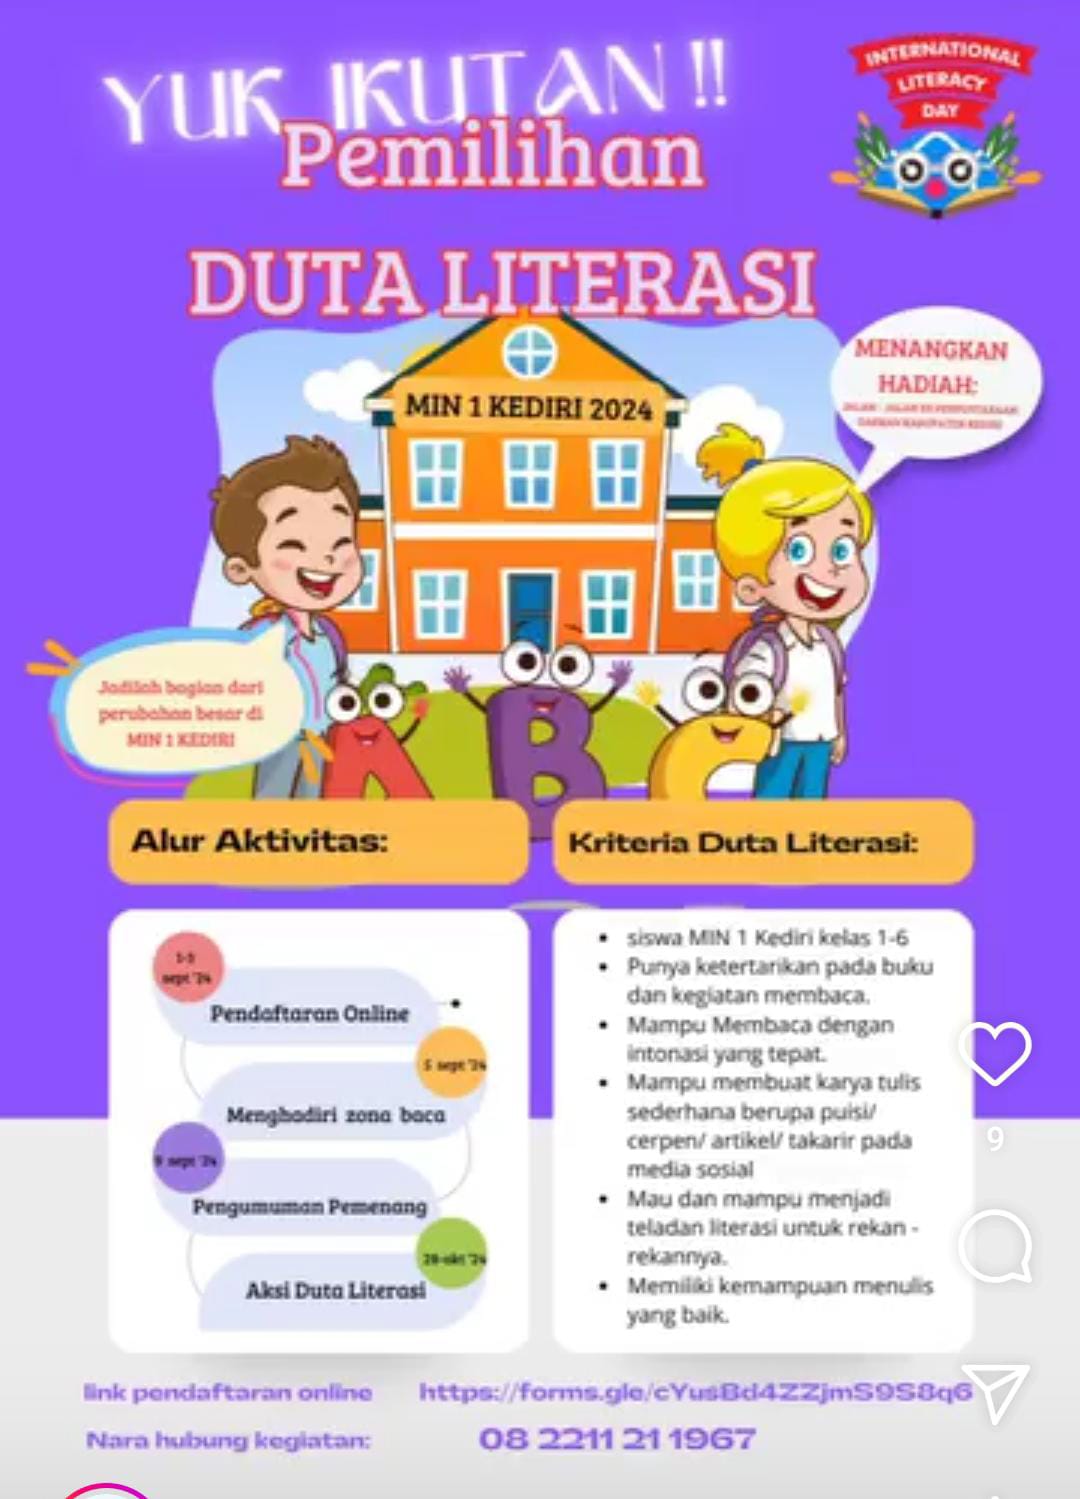 YUK IKUTAN !!
Pemilihan
DUTA LITERASI
INTERNATIONAL
LITERACY
DAY
MENANGKAN
HADIAH:
MIN 1 KEDIRI 2024
Jadilah bagian dari
perubahan besar di
MIN 1 KEDIRI
A B C
Alur Aktivitas:
sept '24
Pendaftaran Online
5 sept '24
Menghadiri zona baca
9 sept '24
Pengumuman Pemenang
28-okt '24
Aksi Duta Literasi
Kriteria Duta Literasi:
• siswa MIN 1 Kediri kelas 1-6
• Punya ketertarikan pada buku
dan kegiatan membaca.
• Mampu Membaca dengan
intonasi yang tepat.
• Mampu membuat karya tulis
sederhana berupa puisi/
cerpen/ artikel/ takarir pada
media sosial
• Mau dan mampu menjadi
teladan literasi untuk rekan -
rekannya.
• Memiliki kemampuan menulis
yang baik.
9
link pendaftaran online https://forms.gle/cYusBd4ZZjmS9S8q6
Nara hubung kegiatan: 08 2211 21 1967